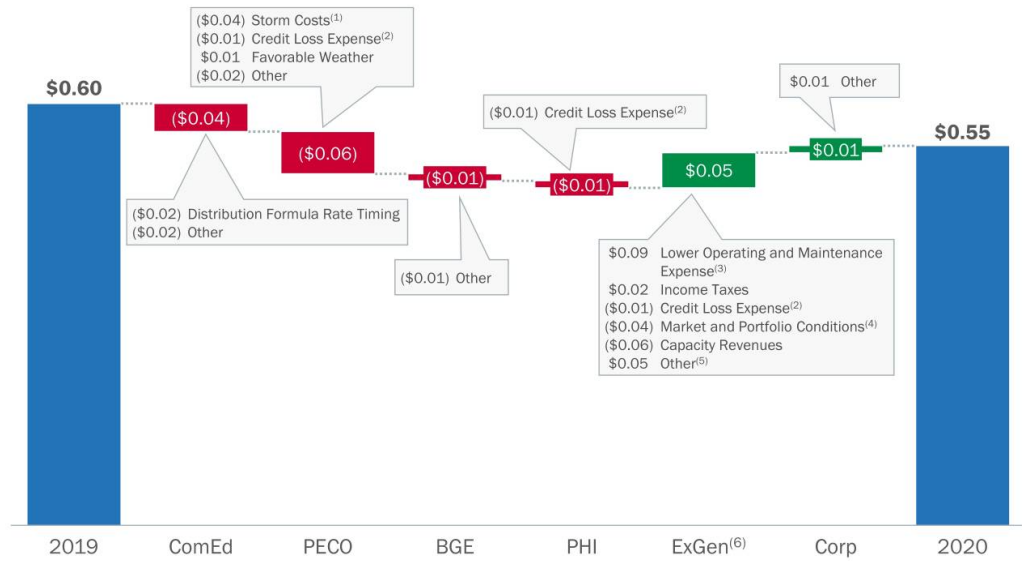 ($0.04) Storm Costs(1)
($0.01) Credit Loss Expense(2)
$0.01 Favorable Weather
($0.02) Other
$0.60
($0.04)
($0.06)
($0.02) Distribution Formula Rate Timing
($0.02) Other
($0.01)
($0.01) Other
($0.01) Credit Loss Expense(2)
($0.01)
$0.05
$0.09 Lower Operating and Maintenance
Expense(3)
$0.02 Income Taxes
($0.01) Credit Loss Expense(2)
($0.04) Market and Portfolio Conditions(4)
($0.06) Capacity Revenues
$0.05 Other(5)
$0.01 Other
$0.01
$0.55
2019 ComEd PECO BGE PHI ExGen(6) Corp 2020